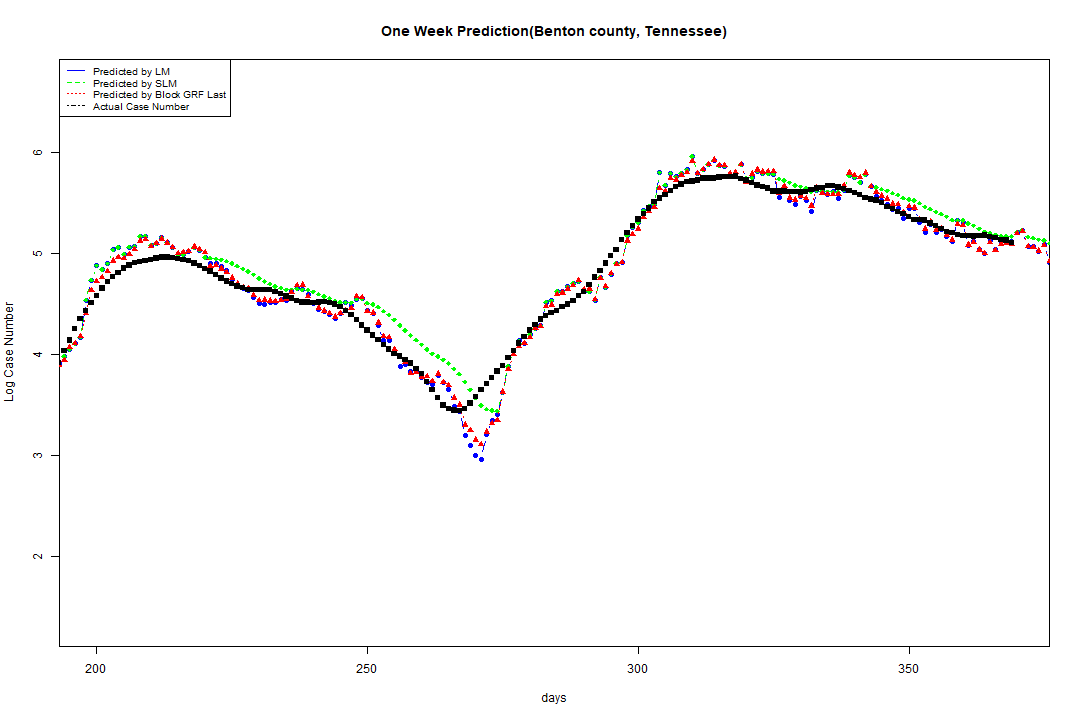 One Week Prediction(Benton county, Tennessee)
Predicted by LM
Predicted by SLM
Predicted by Block GRF Last
Actual Case Number
6
5
4
3
2
Log Case Number
200 250 300 350
days